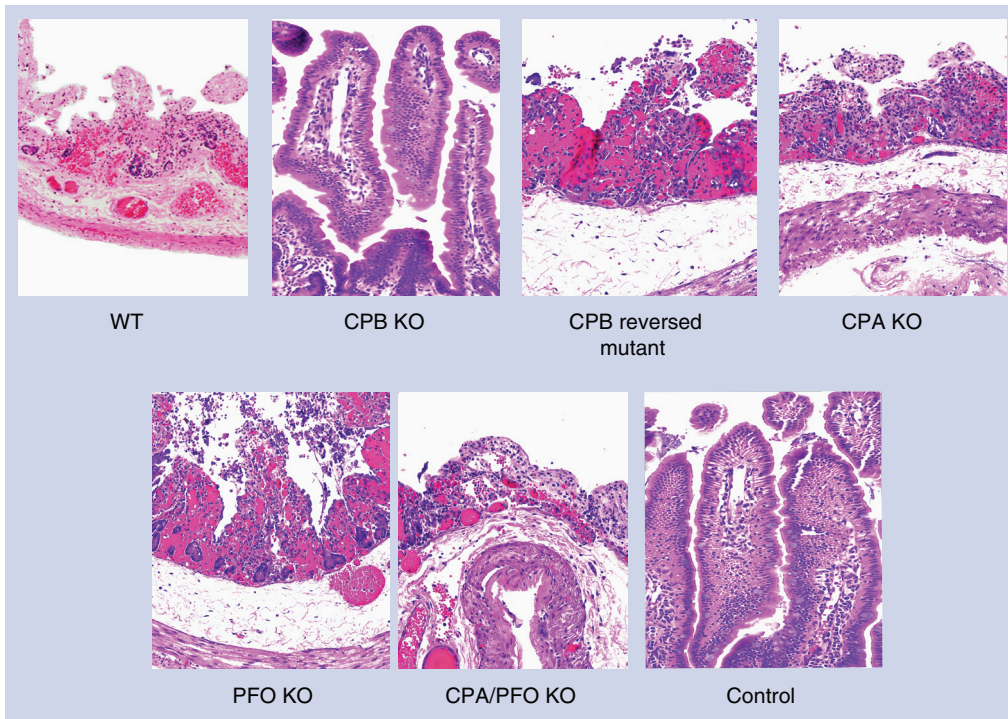 WT
CPB KO
CPB reversed
mutant
CPA KO
PFO KO
CPA/PFO KO
Control